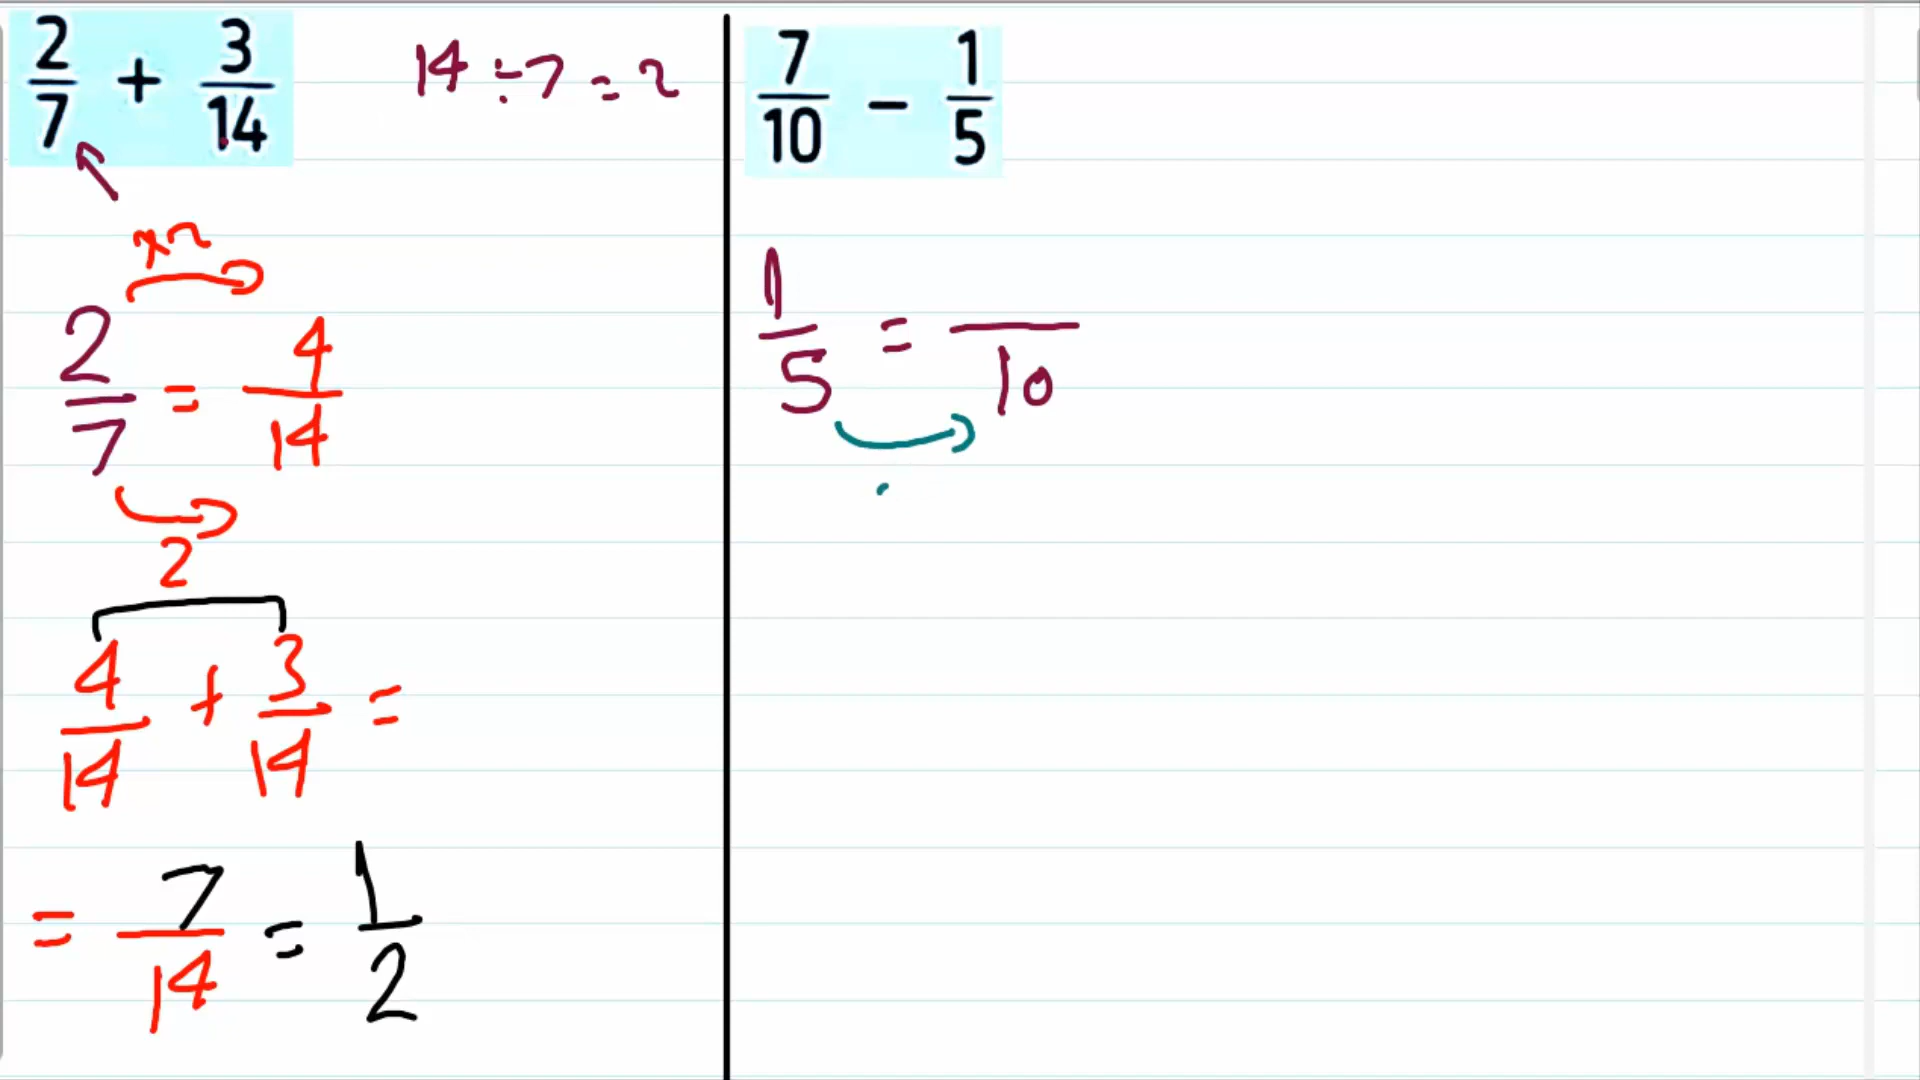 2/7 + 3/14
14 ÷ 7 = 2
×2
2/7 = 4/14
2
4/14 + 3/14 =
= 7/14 = 1/2
7/10 − 1/5
1/5 = /10